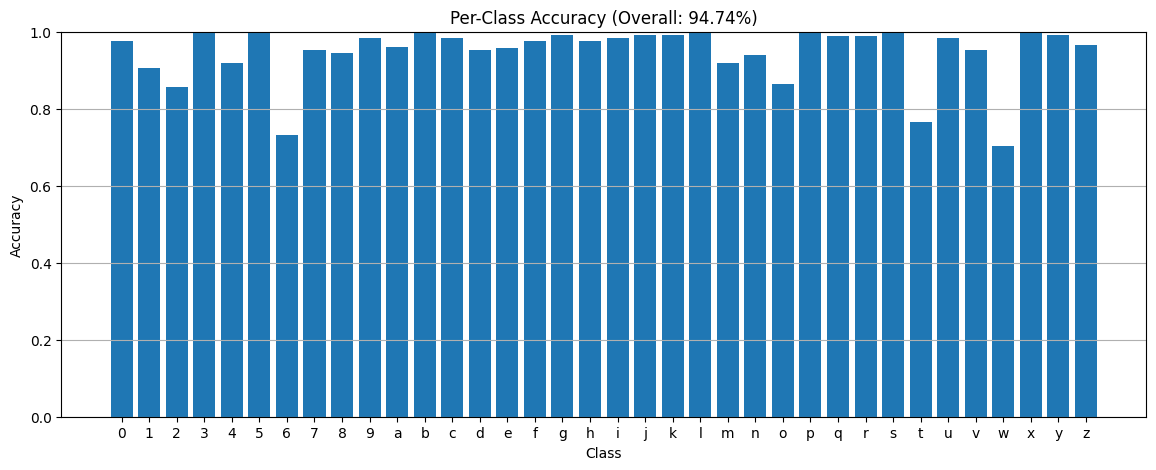 Per-Class Accuracy (Overall: 94.74%)
1.0
0.8
0.6
0.4
0.2
0.0
Accuracy
0 1 2 3 4 5 6 7 8 9 a b c d e f g h i j k l m n o p q r s t u v w x y z
Class